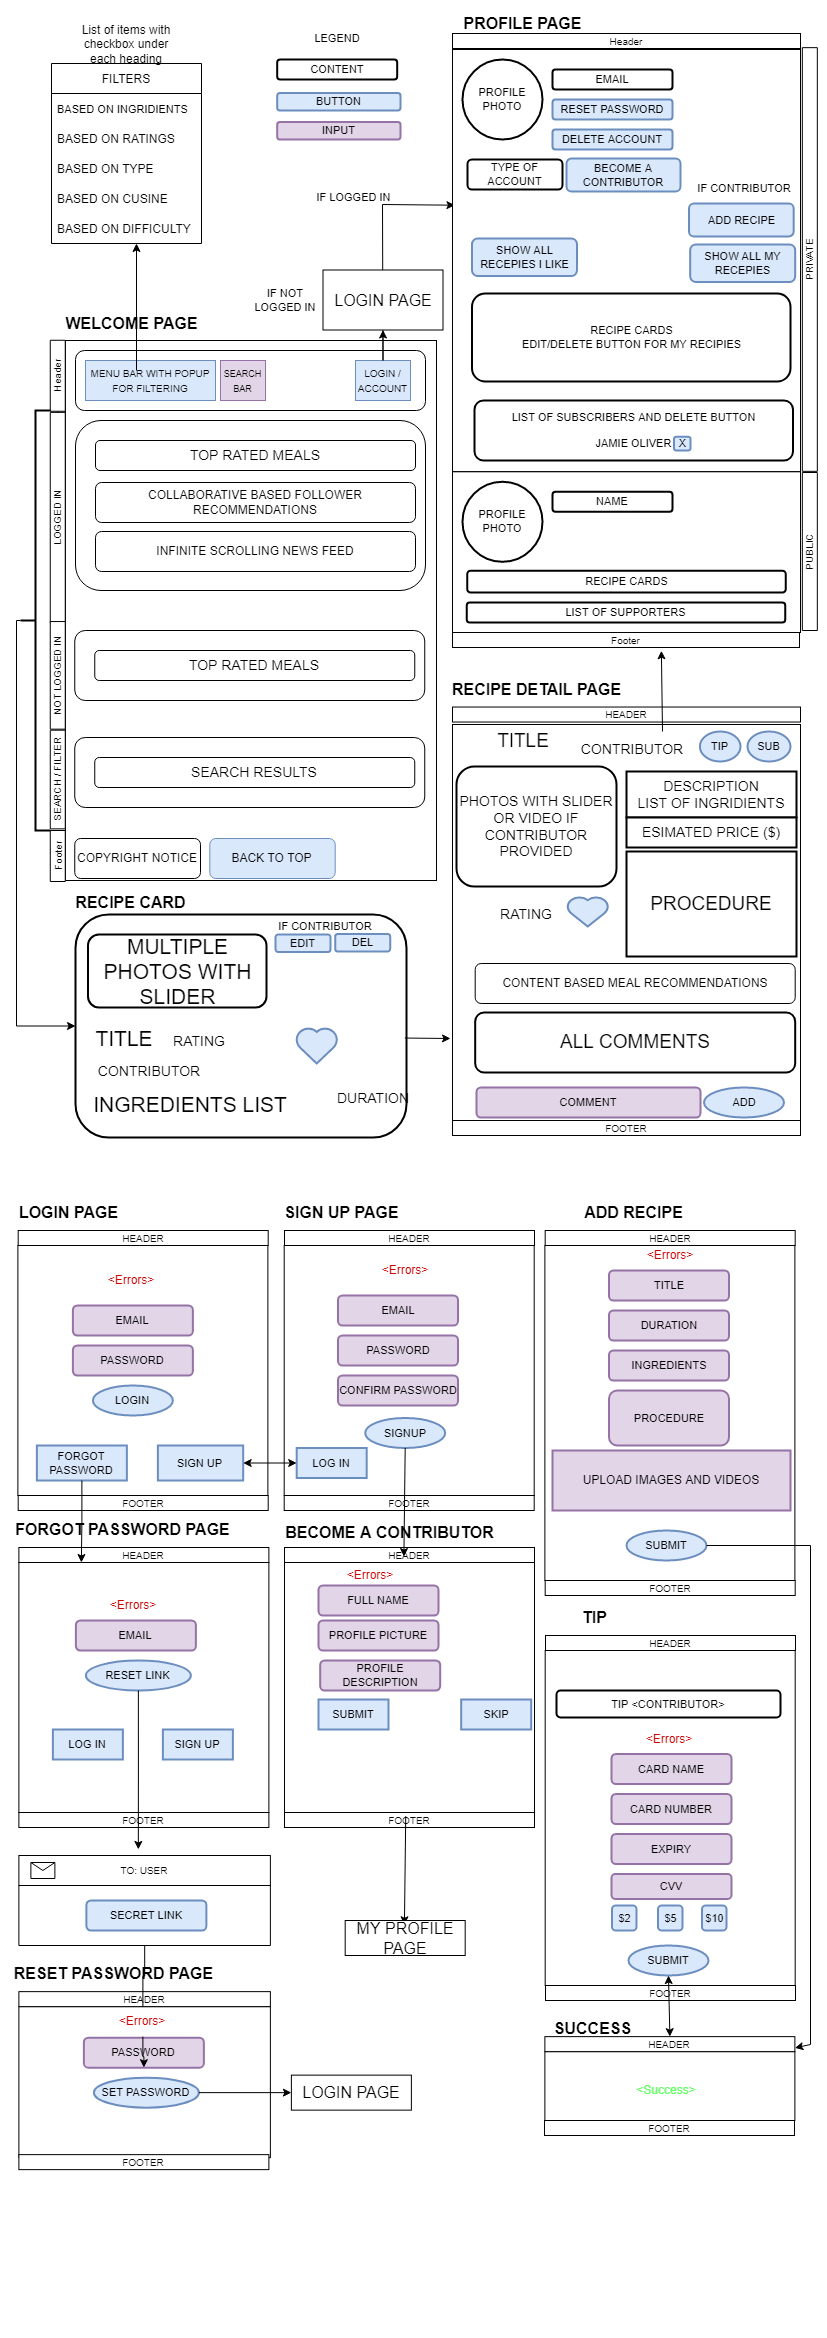 List of items with
checkbox under
each heading
FILTERS
BASED ON INGRIDIENTS
BASED ON RATINGS
BASED ON TYPE
BASED ON CUSINE
BASED ON DIFFICULTY
LEGEND
CONTENT
BUTTON
INPUT
IF LOGGED IN
IF NOT
LOGGED IN
LOGIN PAGE
PROFILE PAGE
Header
PROFILE
PHOTO
EMAIL
RESET PASSWORD
DELETE ACCOUNT
TYPE OF
ACCOUNT
BECOME A
CONTRIBUTOR
IF CONTRIBUTOR
ADD RECIPE
SHOW ALL
RECEPIES I LIKE
SHOW ALL MY
RECEPIES
PRIVATE
RECIPE CARDS
EDIT/DELETE BUTTON FOR MY RECIPIES
LIST OF SUBSCRIBERS AND DELETE BUTTON
JAMIE OLIVER X
PROFILE
PHOTO
NAME
PUBLIC
RECIPE CARDS
LIST OF SUPPORTERS
Footer
WELCOME PAGE
Header
MENU BAR WITH POPUP
FOR FILTERING
SEARCH
BAR
LOGIN /
ACCOUNT
LOGGED IN
TOP RATED MEALS
COLLABORATIVE BASED FOLLOWER
RECOMMENDATIONS
INFINITE SCROLLING NEWS FEED
NOT LOGGED IN
TOP RATED MEALS
SEARCH / FILTER
SEARCH RESULTS
Footer
COPYRIGHT NOTICE
BACK TO TOP
RECIPE DETAIL PAGE
HEADER
TITLE
CONTRIBUTOR
TIP
SUB
PHOTOS WITH SLIDER
OR VIDEO IF
CONTRIBUTOR
PROVIDED
DESCRIPTION
LIST OF INGRIDIENTS
ESIMATED PRICE ($)
PROCEDURE
RATING
CONTENT BASED MEAL RECOMMENDATIONS
ALL COMMENTS
COMMENT
ADD
FOOTER
RECIPE CARD
MULTIPLE
PHOTOS WITH
SLIDER
IF CONTRIBUTOR
EDIT
DEL
TITLE
RATING
CONTRIBUTOR
INGREDIENTS LIST
DURATION
LOGIN PAGE
HEADER
<Errors>
EMAIL
PASSWORD
LOGIN
FORGOT
PASSWORD
SIGN UP
FOOTER
SIGN UP PAGE
HEADER
<Errors>
EMAIL
PASSWORD
CONFIRM PASSWORD
SIGNUP
LOG IN
FOOTER
ADD RECIPE
HEADER
<Errors>
TITLE
DURATION
INGREDIENTS
PROCEDURE
UPLOAD IMAGES AND VIDEOS
SUBMIT
FOOTER
FORGOT PASSWORD PAGE
HEADER
<Errors>
EMAIL
RESET LINK
LOG IN
SIGN UP
FOOTER
BECOME A CONTRIBUTOR
HEADER
<Errors>
FULL NAME
PROFILE PICTURE
PROFILE
DESCRIPTION
SUBMIT
SKIP
FOOTER
MY PROFILE
PAGE
TIP
HEADER
TIP <CONTRIBUTOR>
<Errors>
CARD NAME
CARD NUMBER
EXPIRY
CVV
$2
$5
$10
SUBMIT
FOOTER
TO: USER
SECRET LINK
RESET PASSWORD PAGE
HEADER
<Errors>
PASSWORD
SET PASSWORD
FOOTER
LOGIN PAGE
SUCCESS
HEADER
<Success>
FOOTER